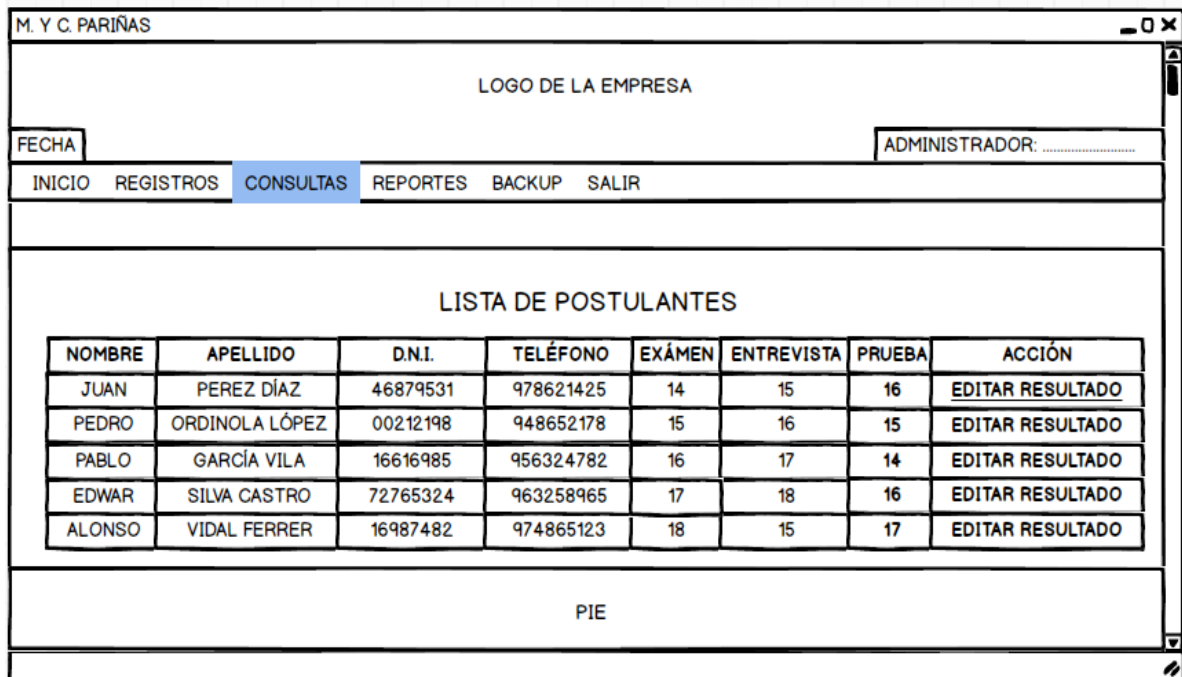 M. Y C. PARIÑAS
LOGO DE LA EMPRESA
FECHA ADMINISTRADOR: ............................
INICIO REGISTROS CONSULTAS REPORTES BACKUP SALIR
LISTA DE POSTULANTES
NOMBRE APELLIDO D.N.I. TELÉFONO EXÁMEN ENTREVISTA PRUEBA ACCIÓN
JUAN PEREZ DÍAZ 46879531 978621425 14 15 16 EDITAR RESULTADO
PEDRO ORDINOLA LÓPEZ 00212198 948652178 15 16 15 EDITAR RESULTADO
PABLO GARCÍA VILA 16616985 956324782 16 17 14 EDITAR RESULTADO
EDWAR SILVA CASTRO 72765324 963258965 17 18 16 EDITAR RESULTADO
ALONSO VIDAL FERRER 16987482 974865123 18 15 17 EDITAR RESULTADO
PIE